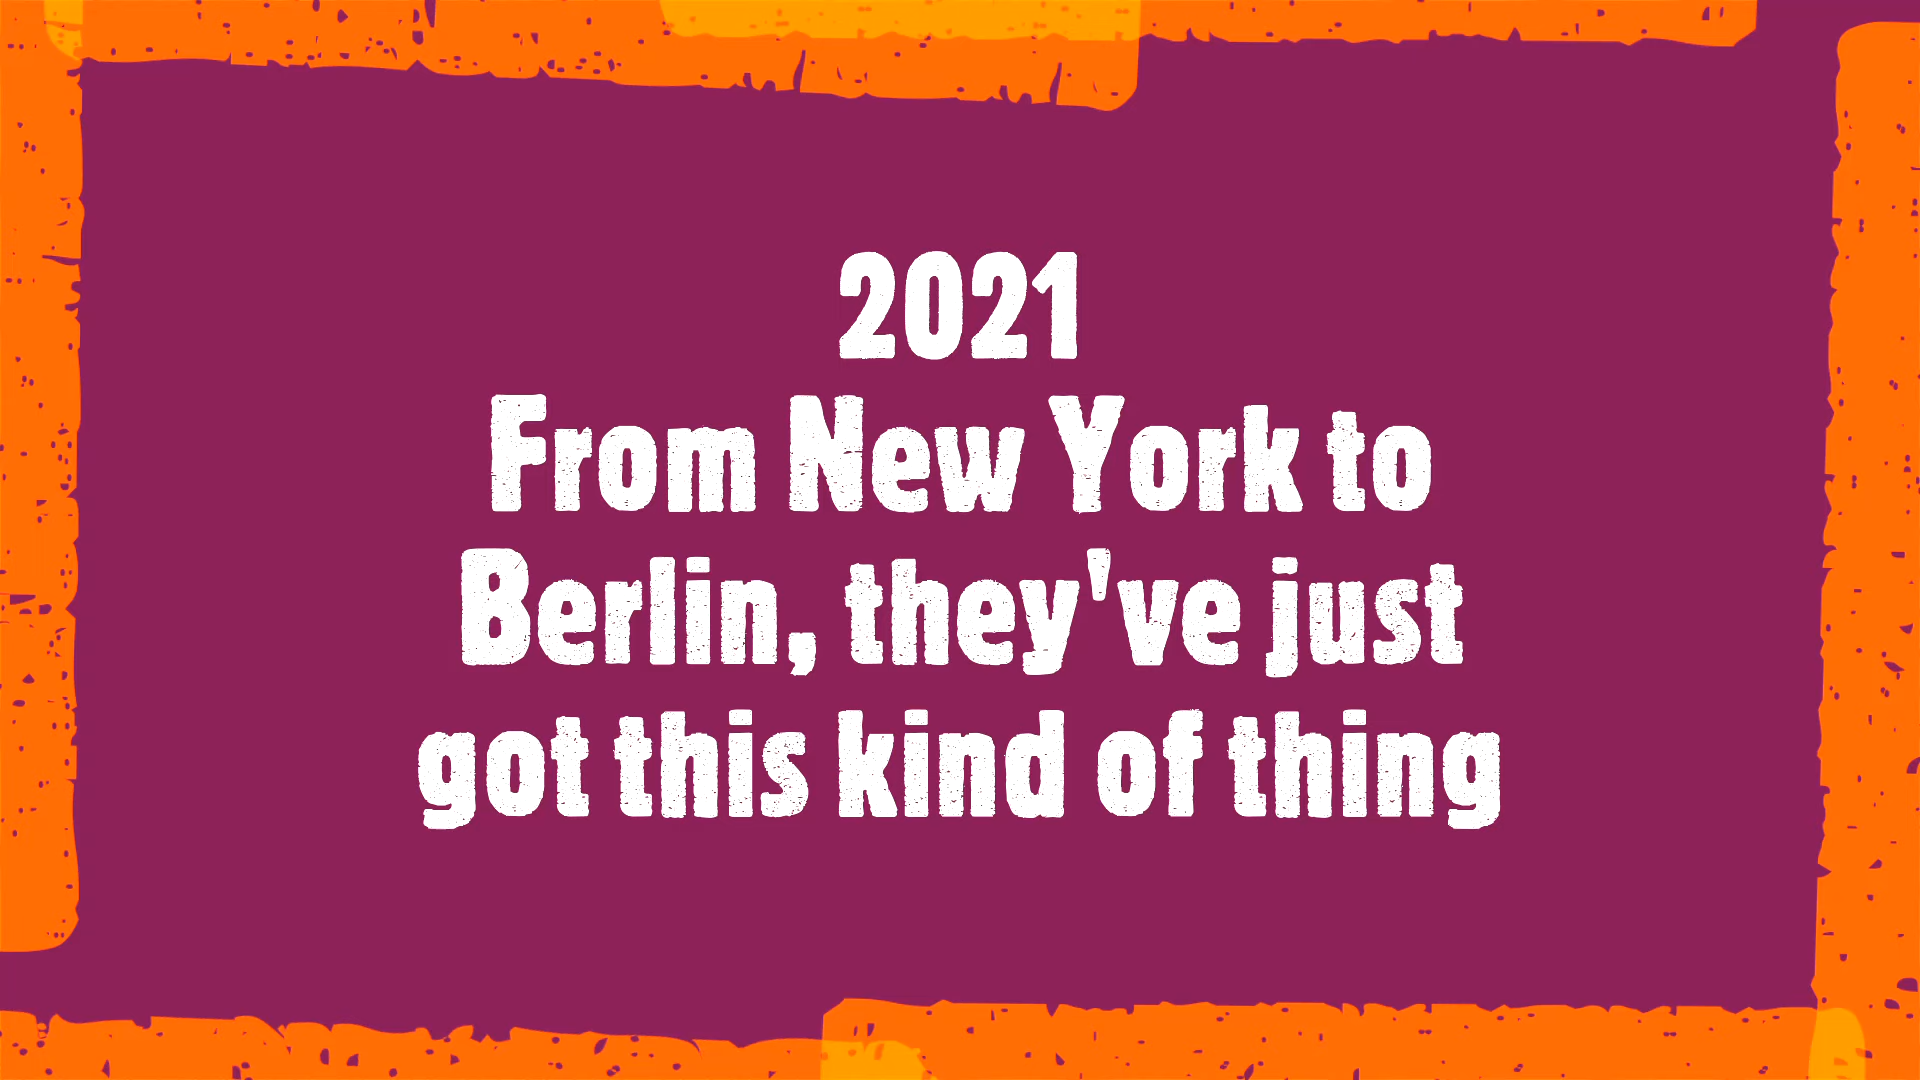 2021
From New York to
Berlin, they've just
got this kind of thing